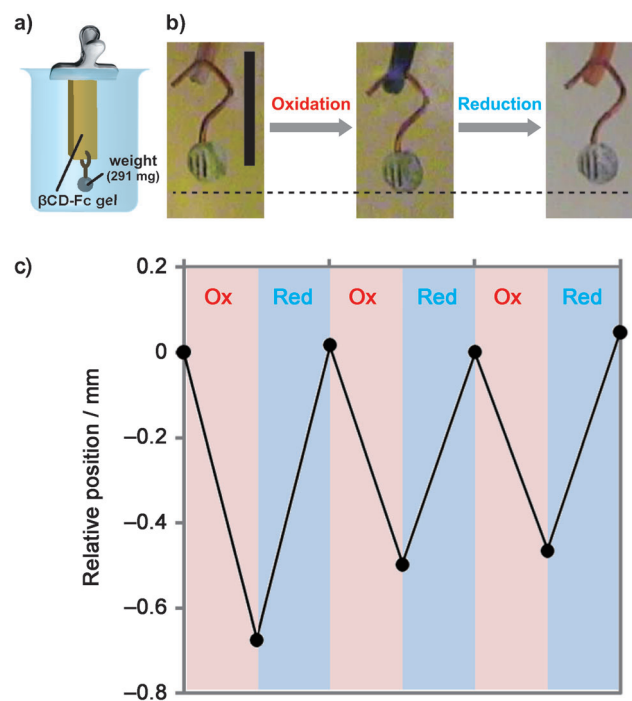 a)
weight
(291 mg)
βCD-Fc gel
b)
Oxidation
Reduction
c)
Relative position / mm
0.2
0
–0.2
–0.4
–0.6
–0.8
Ox
Red
Ox
Red
Ox
Red